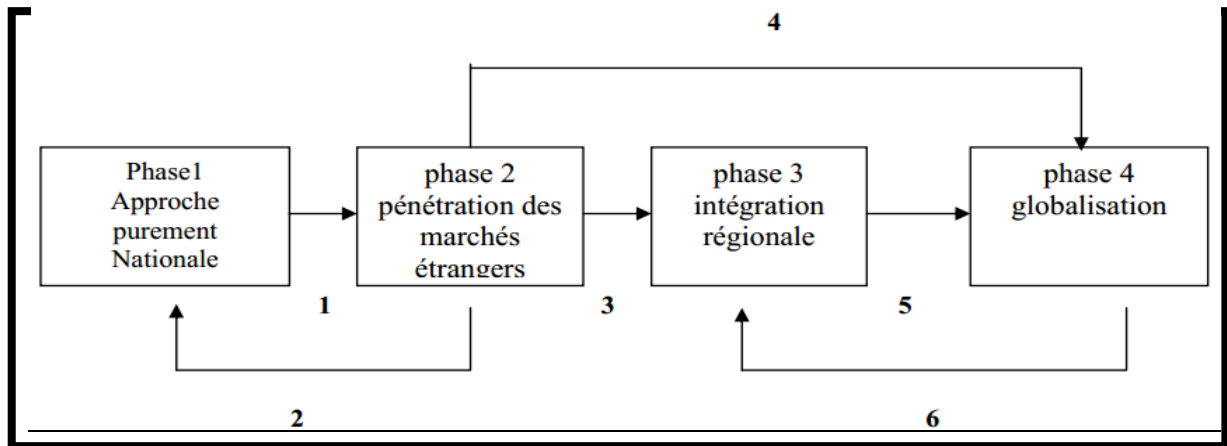 4
Phase1
Approche
purement
Nationale
phase 2
pénétration des
marchés
étrangers
phase 3
intégration
régionale
phase 4
globalisation
1
3
5
2
6